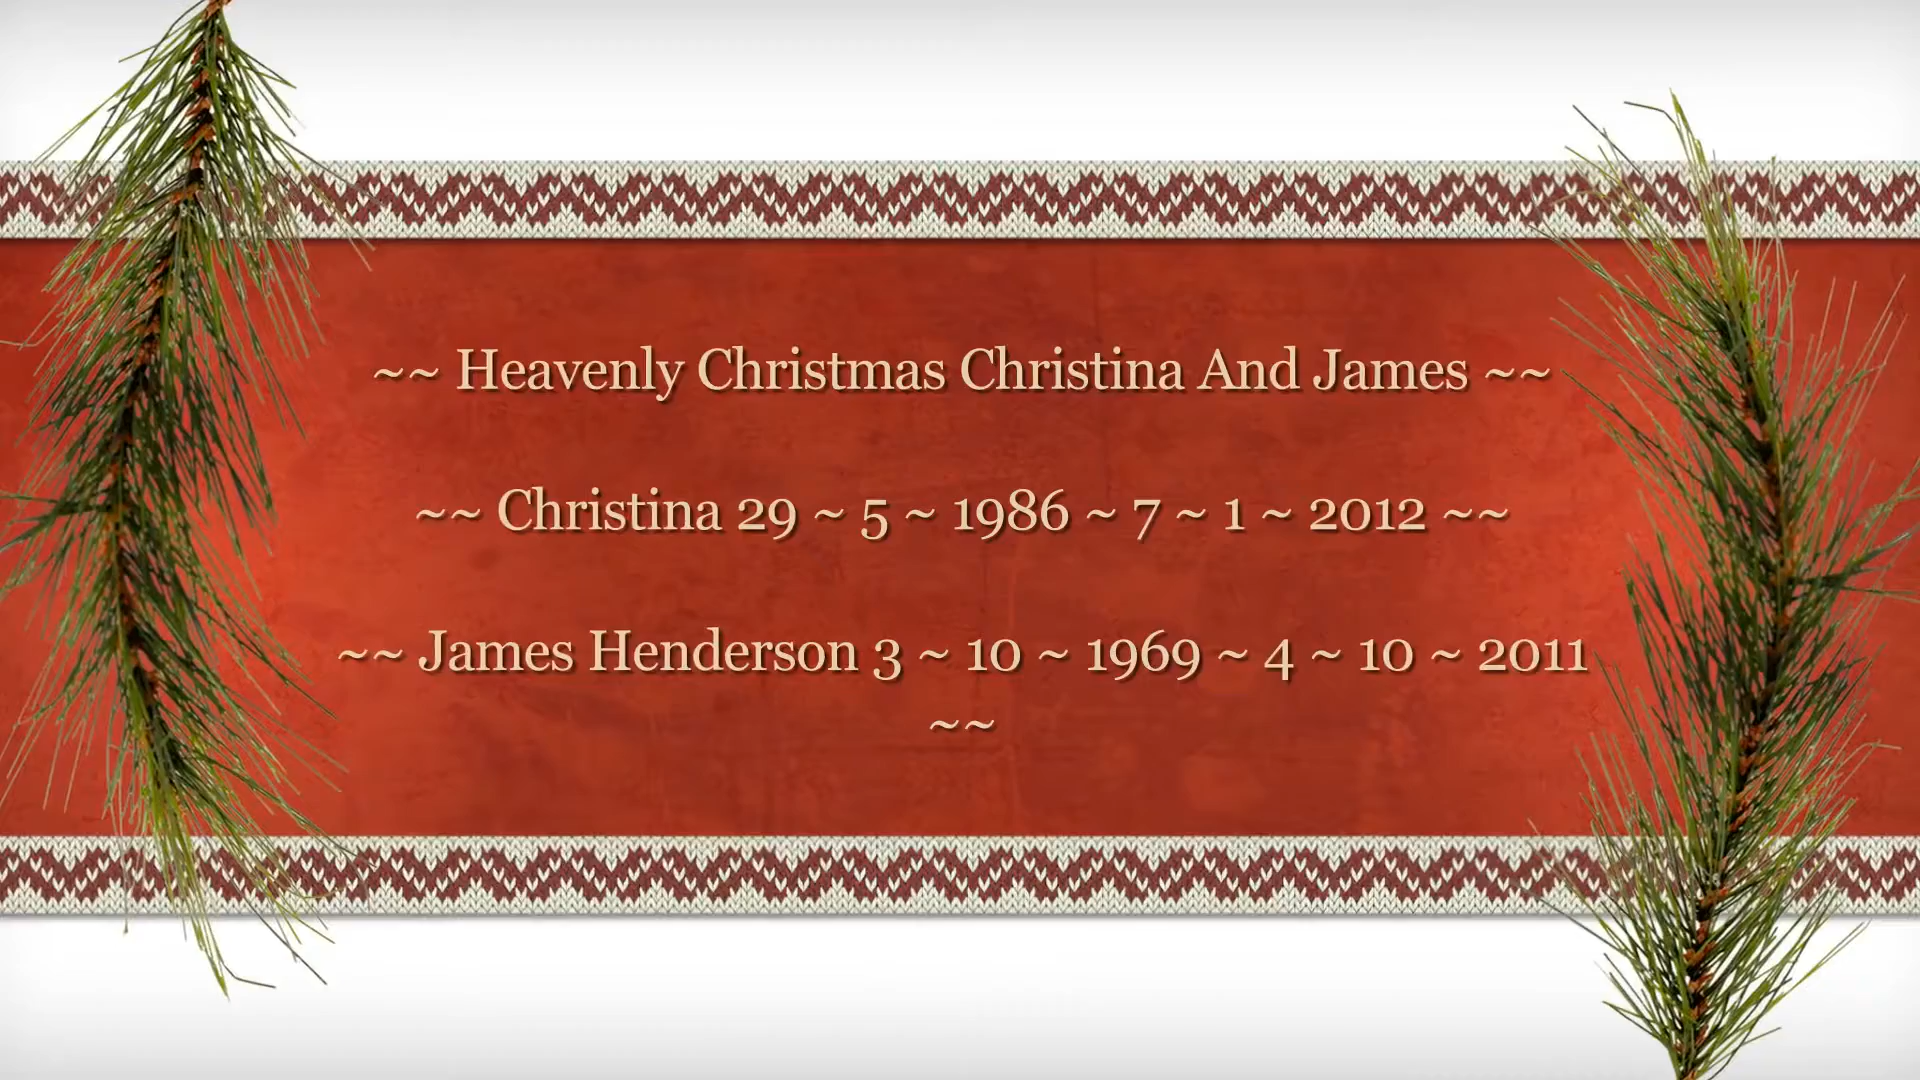 ~~ Heavenly Christmas Christina And James ~~
~~ Christina 29 ~ 5 ~ 1986 ~ 7 ~ 1 ~ 2012 ~~
~~ James Henderson 3 ~ 10 ~ 1969 ~ 4 ~ 10 ~ 2011
~~